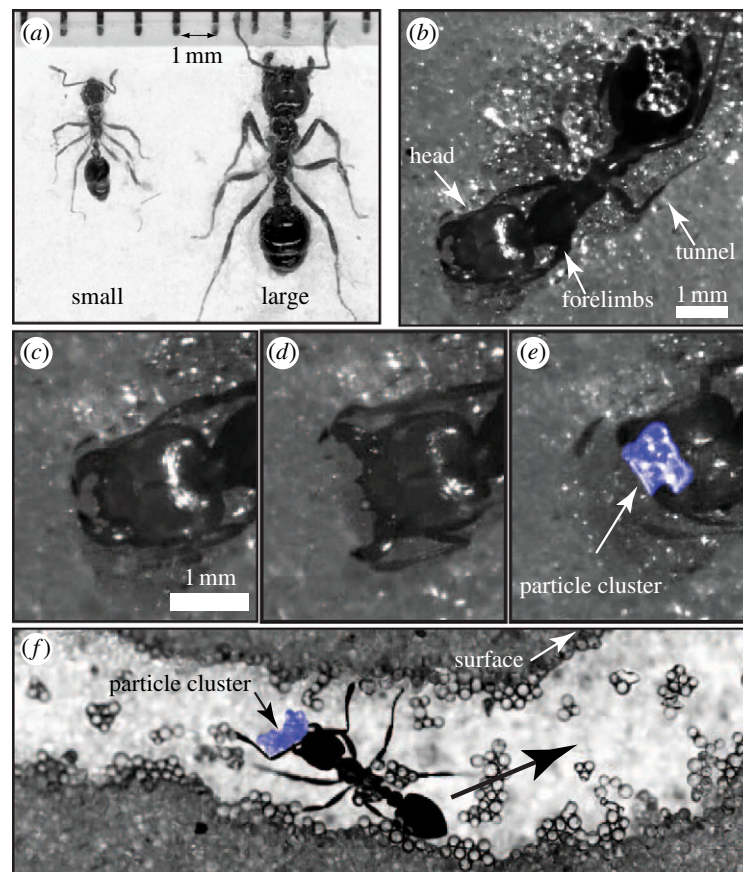 (a)
1 mm
small
large
(b)
head
tunnel
forelimbs
1 mm
(c)
1 mm
(d)
(e)
particle cluster
(f)
particle cluster
surface